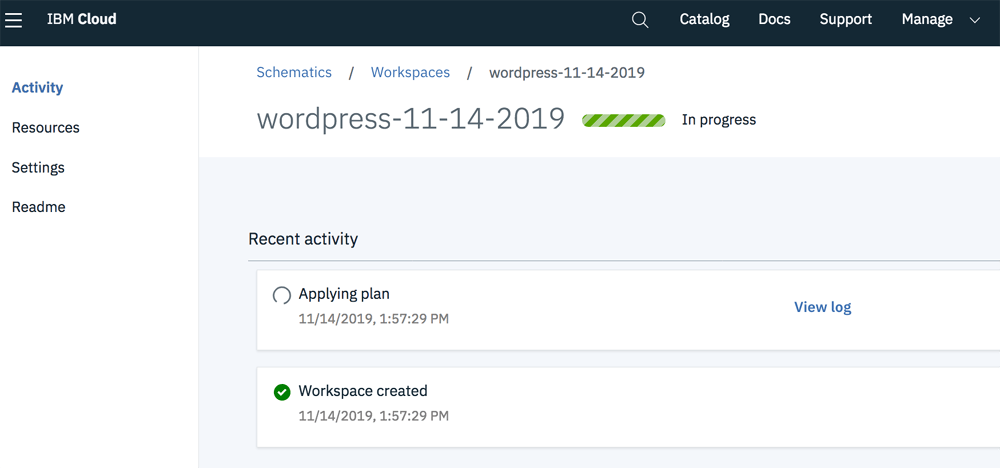 IBM Cloud
Catalog
Docs
Support
Manage
Activity
Resources
Settings
Readme
Schematics / Workspaces / wordpress-11-14-2019
wordpress-11-14-2019
In progress
Recent activity
Applying plan
11/14/2019, 1:57:29 PM
View log
Workspace created
11/14/2019, 1:57:29 PM